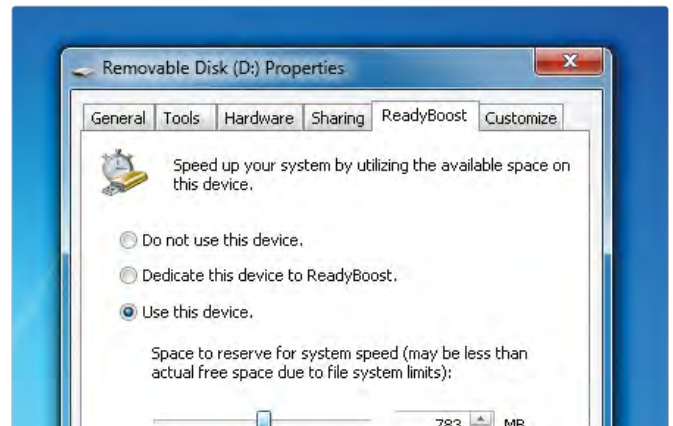 Removable Disk (D:) Properties
General Tools Hardware Sharing ReadyBoost Customize
Speed up your system by utilizing the available space on
this device.
Do not use this device.
Dedicate this device to ReadyBoost.
Use this device.
Space to reserve for system speed (may be less than
actual free space due to file system limits):
783 MB